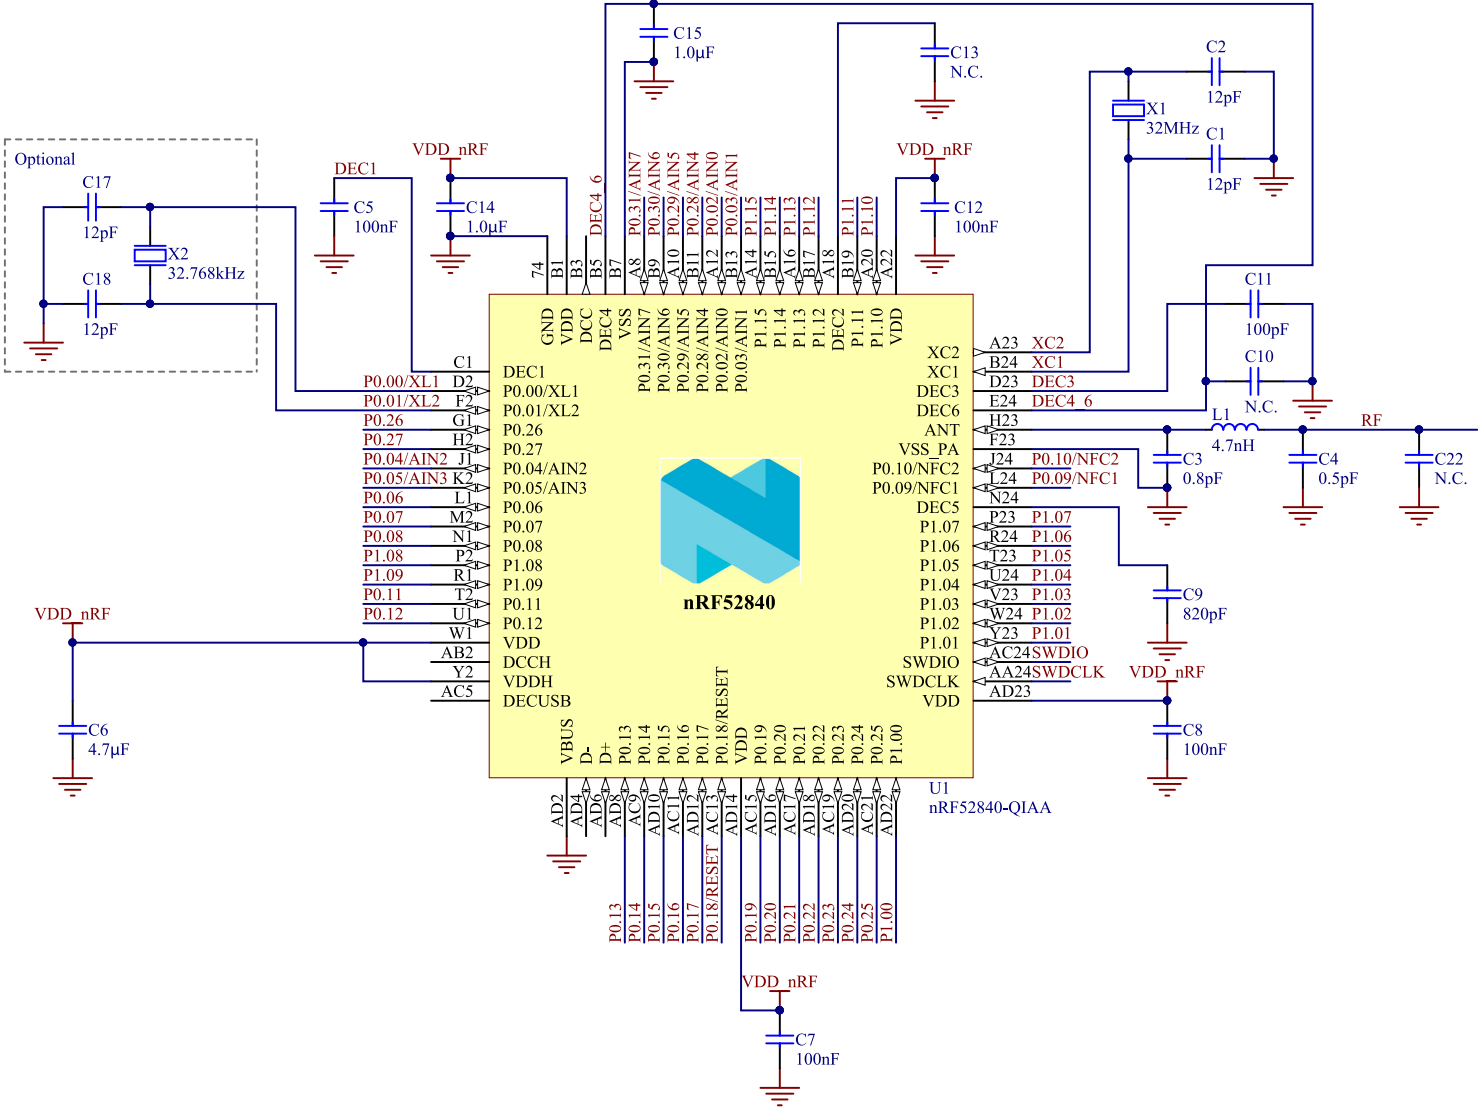 C15
1.0µF
C13
N.C.
C2
12pF
X1
32MHz
C1
12pF
Optional
C17
12pF
X2
32.768kHz
C18
12pF
DEC1
C5
100nF
VDD_nRF
C14
1.0µF
VDD_nRF
C12
100nF
DEC4_6
P0.31/AIN7
P0.30/AIN6
P0.29/AIN5
P0.28/AIN4
P0.02/AIN0
P0.03/AIN1
P1.15
P1.14
P1.13
P1.12
P1.11
P1.10
74
B1
B3
B5
B7
A8
B9
A10
B11
A12
B13
A14
B15
A16
B17
A18
B19
A20
A22
GND
VDD
DCC
DEC4
VSS
P0.31/AIN7
P0.30/AIN6
P0.29/AIN5
P0.28/AIN4
P0.02/AIN0
P0.03/AIN1
P1.15
P1.14
P1.13
P1.12
DEC2
P1.11
P1.10
VDD
C11
100pF
C10
N.C.
C1 DEC1
P0.00/XL1 D2 P0.00/XL1
P0.01/XL2 F2 P0.01/XL2
P0.26 G1 P0.26
P0.27 H2 P0.27
P0.04/AIN2 J1 P0.04/AIN2
P0.05/AIN3 K2 P0.05/AIN3
P0.06 L1 P0.06
P0.07 M2 P0.07
P0.08 N1 P0.08
P1.08 P2 P1.08
P1.09 R1 P1.09
P0.11 T2 P0.11
P0.12 U1 P0.12
W1 VDD
AB2 DCCH
Y2 VDDH
AC5 DECUSB
XC2 A23 XC2
XC1 B24 XC1
DEC3 D23 DEC3
DEC6 E24 DEC4_6
ANT H23
VSS_PA F23
P0.10/NFC2 J24 P0.10/NFC2
P0.09/NFC1 L24 P0.09/NFC1
DEC5 N24
P1.07 P23 P1.07
P1.06 R24 P1.06
P1.05 T23 P1.05
P1.04 U24 P1.04
P1.03 V23 P1.03
P1.02 W24 P1.02
P1.01 Y23 P1.01
SWDIO AC24 SWDIO
SWDCLK AA24 SWDCLK
VDD AD23
L1
4.7nH
RF
C3
0.8pF
C4
0.5pF
C22
N.C.
C9
820pF
VDD_nRF
C8
100nF
nRF52840
VDD_nRF
C6
4.7µF
VBUS
D-
D+
P0.13
P0.14
P0.15
P0.16
P0.17
P0.18/RESET
VDD
P0.19
P0.20
P0.21
P0.22
P0.23
P0.24
P0.25
P1.00
U1
nRF52840-QIAA
AD2
AD4
AD6
AD8
AC9
AD10
AC11
AD12
AC13
AD14
AC15
AD16
AC17
AD18
AC19
AD20
AC21
AD22
P0.13
P0.14
P0.15
P0.16
P0.17
P0.18/RESET
P0.19
P0.20
P0.21
P0.22
P0.23
P0.24
P0.25
P1.00
VDD_nRF
C7
100nF